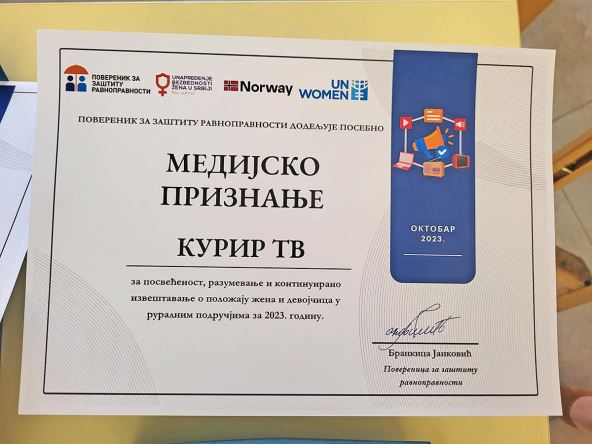 ПОВЕРЕНИК ЗА
ЗАШТИТУ
РАВНОПРАВНОСТИ
UNAPREĐENJE
BEZBEDNOSTI
ŽENA U SRBIJI
Norway
UN
WOMEN
ПОВЕРЕНИК ЗА ЗАШТИТУ РАВНОПРАВНОСТИ ДОДЕЉУЈЕ ПОСЕБНО
МЕДИЈСКО
ПРИЗНАЊЕ
КУРИР ТВ
за посвећеност, разумевање и континуирано
извештавање о положају жена и девојчица у
руралним подручјима за 2023. годину.
ОКТОБАР
2023.
Бранкица Јанковић
Повереница за заштиту
равноправности